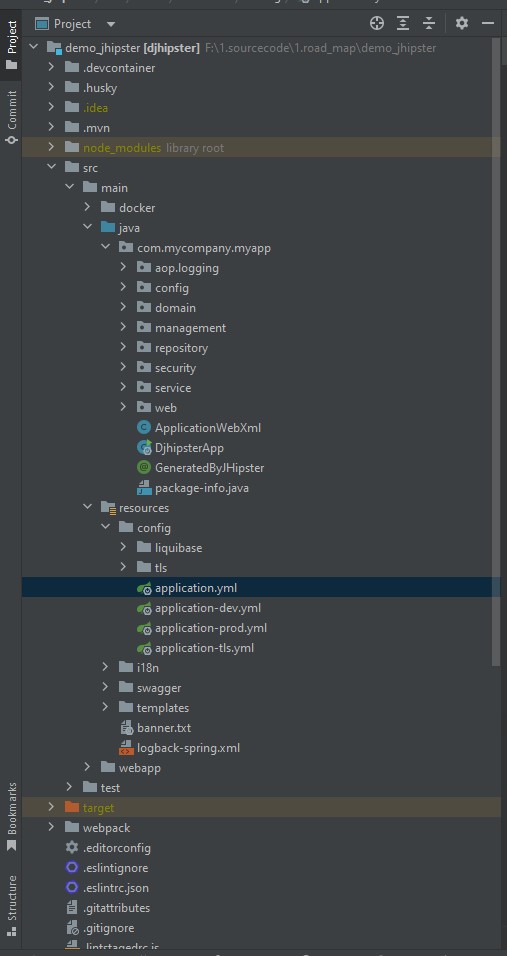 Project
demo_jhipster [djhipster] F:\1.sourcecode\1.road_map\demo_jhipster
.devcontainer
.husky
.idea
.mvn
node_modules library root
src
main
docker
java
com.mycompany.myapp
aop.logging
config
domain
management
repository
security
service
web
ApplicationWebXml
DjhipsterApp
GeneratedByJHipster
package-info.java
resources
config
liquibase
tls
application.yml
application-dev.yml
application-prod.yml
application-tls.yml
i18n
swagger
templates
banner.txt
logback-spring.xml
webapp
test
target
webpack
.editorconfig
.eslintignore
.eslintrc.json
.gitattributes
.gitignore
.lintstagedrc.js
Project
Commit
Bookmarks
Structure